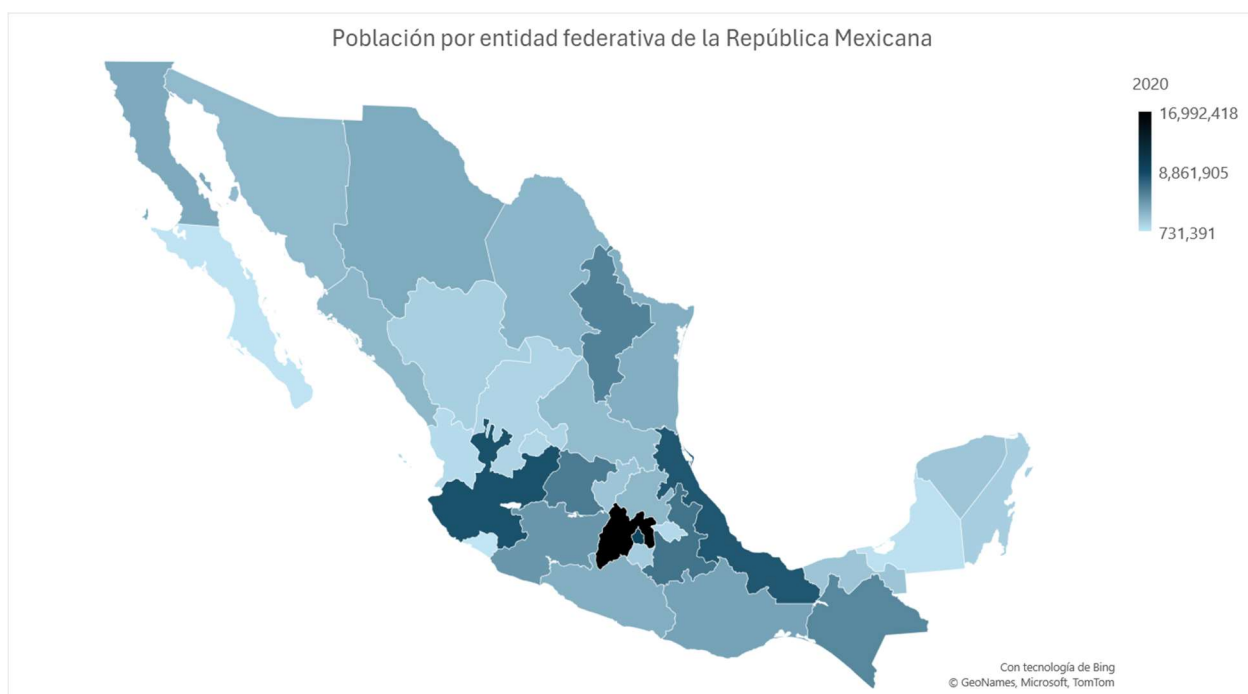 Población por entidad federativa de la República Mexicana
2020
16,992,418
8,861,905
731,391
Con tecnología de Bing
© GeoNames, Microsoft, TomTom